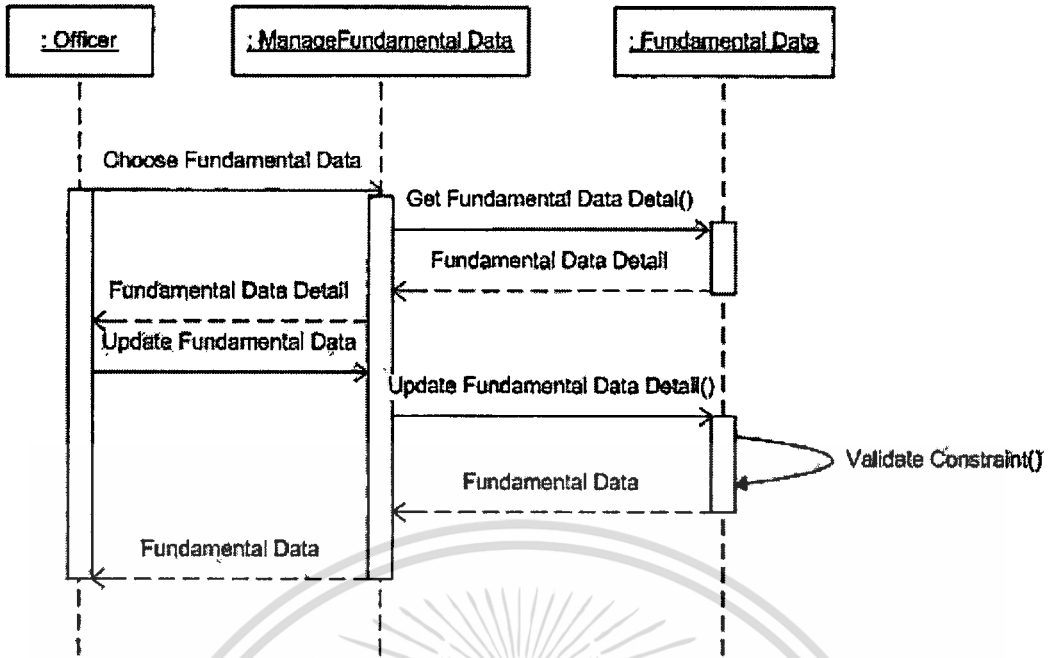 : Officer
: ManageFundamental Data
: Fundamental Data
Choose Fundamental Data
Get Fundamental Data Detal()
Fundamental Data Detail
Fundamental Data Detail
Update Fundamental Data
Update Fundamental Data Detail()
Validate Constraint()
Fundamental Data
Fundamental Data